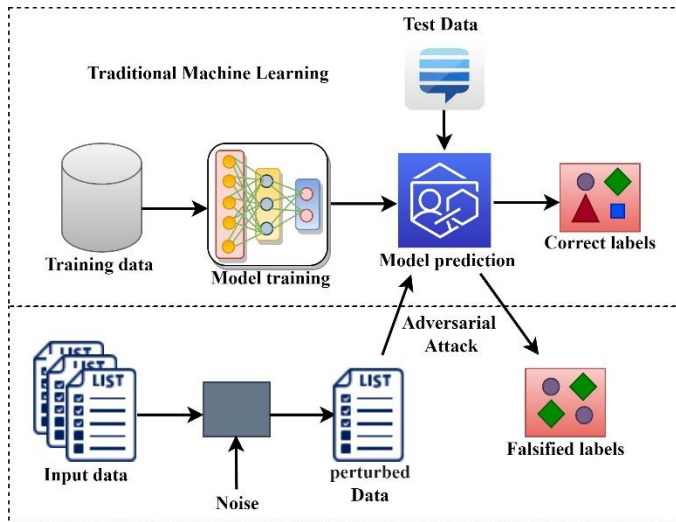 Test Data
Traditional Machine Learning
Training data
Model training
Model prediction
Correct labels
Adversarial
Attack
LIST
LIST
LIST
LIST
Input data
Noise
perturbed
Data
Falsified labels